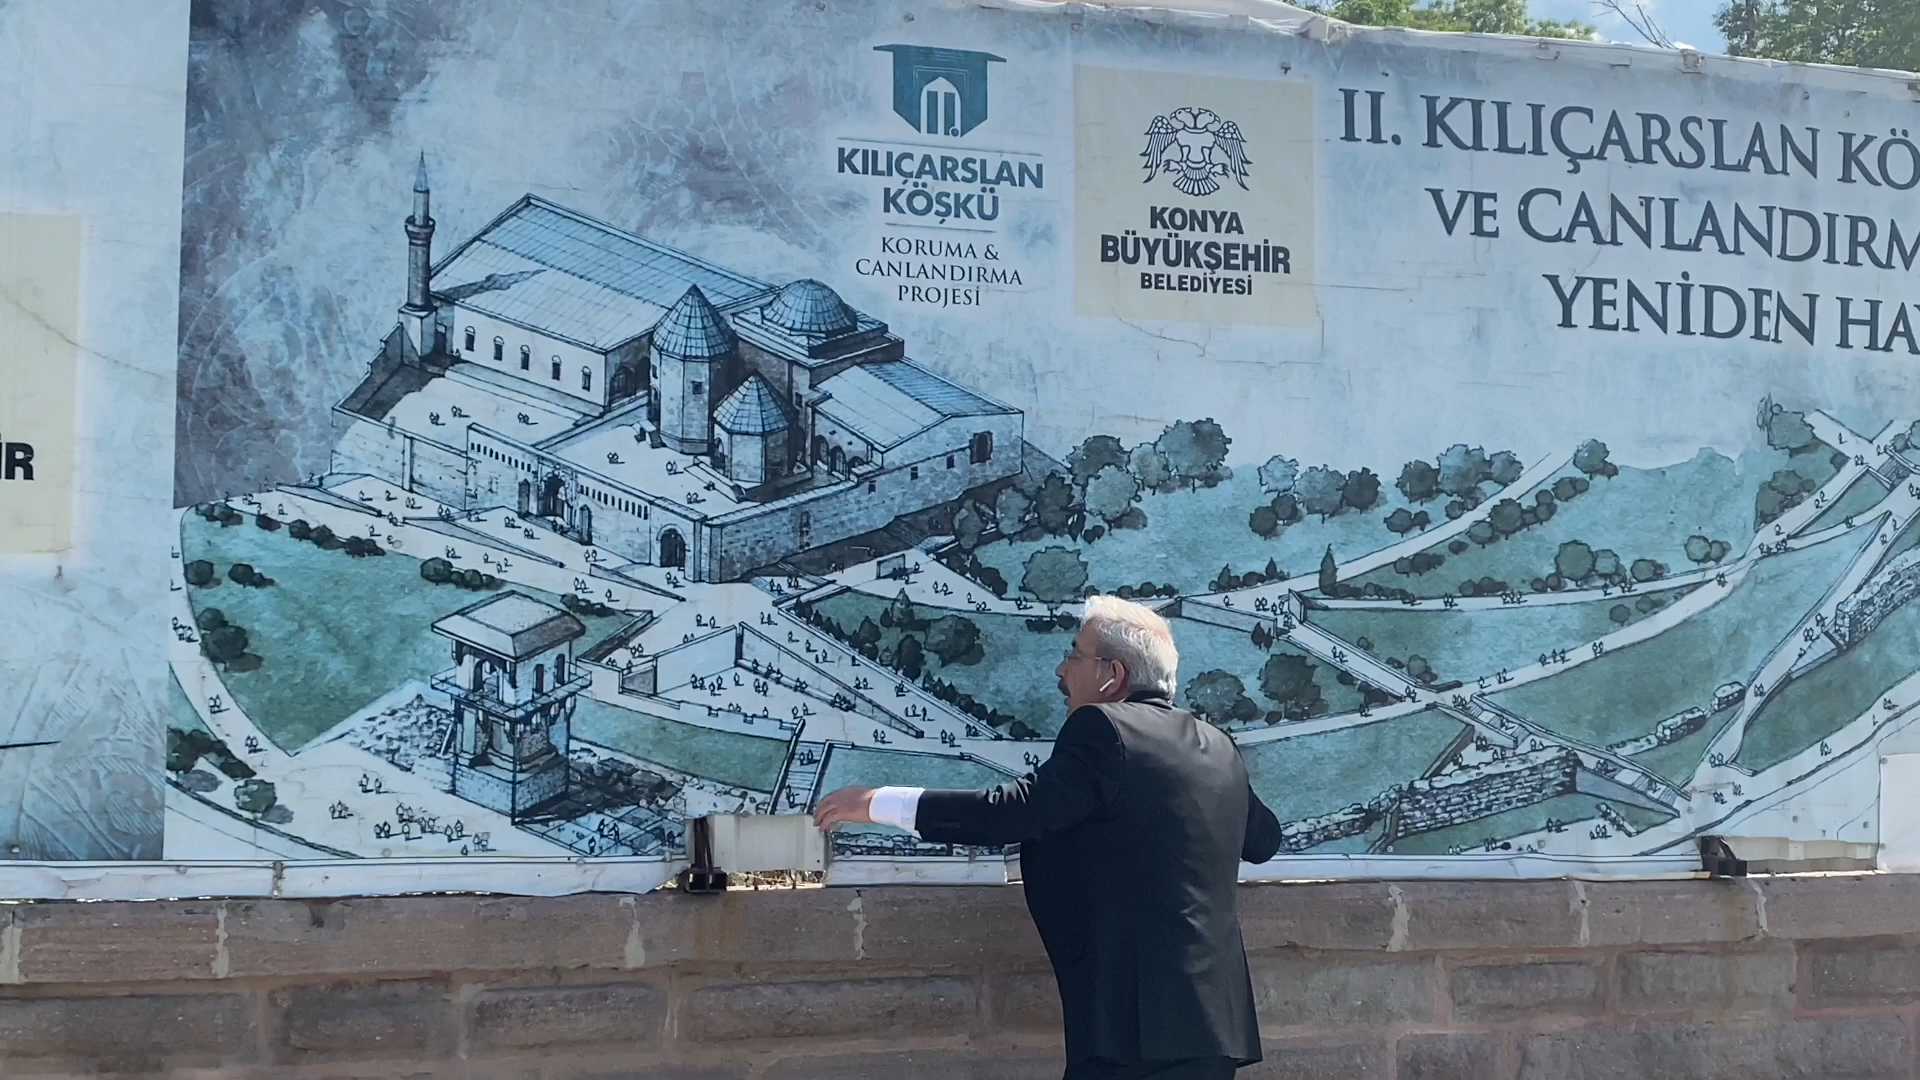 İR
II.
KILIÇARSLAN
KÖŞKÜ
KORUMA &
CANLANDIRMA
PROJESİ
KONYA
BÜYÜKŞEHİR
BELEDİYESİ
II. KILIÇARSLAN KÖ
VE CANLANDIRM
YENİDEN HA